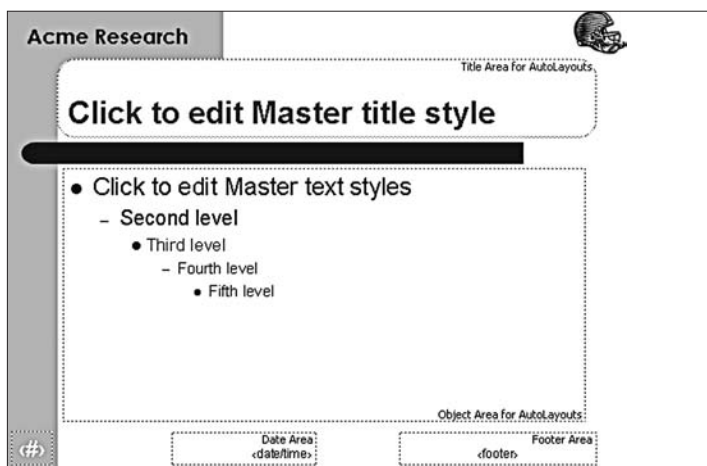 Acme Research
Title Area for AutoLayouts
Click to edit Master title style
• Click to edit Master text styles
– Second level
• Third level
– Fourth level
• Fifth level
Object Area for AutoLayouts
‹#›
Date Area
‹date/time›
Footer Area
‹footer›